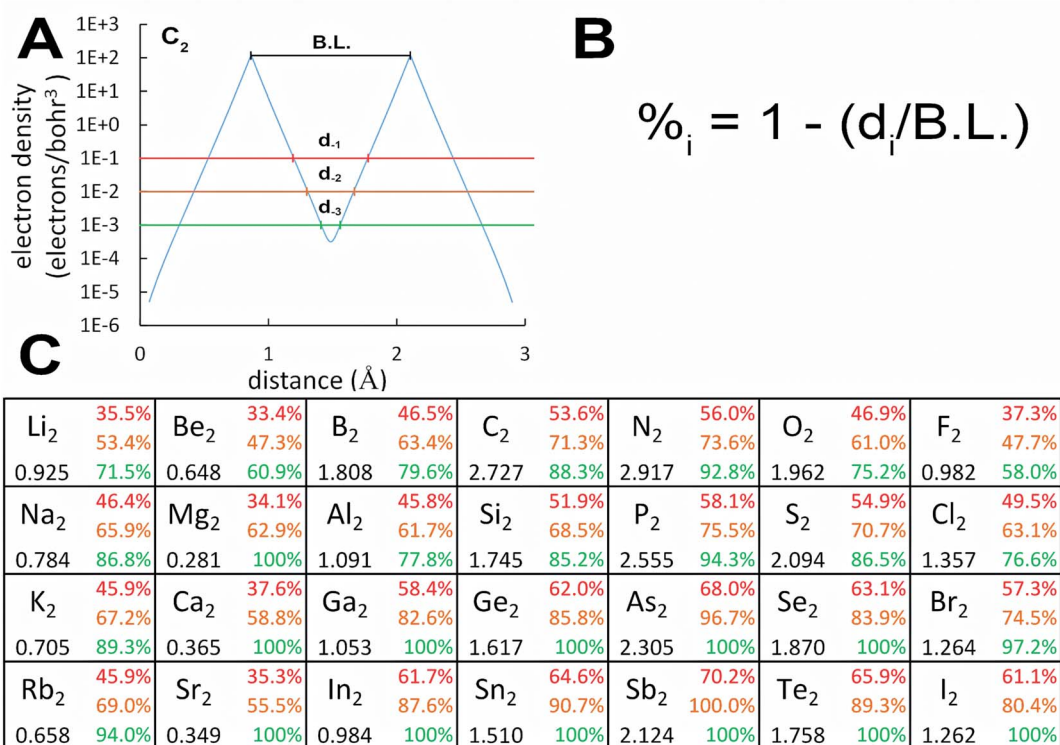 A
C₂
B.L.
d₋₁
d₋₂
d₋₃
1E+3
1E+2
1E+1
1E+0
1E-1
1E-2
1E-3
1E-4
1E-5
1E-6
electron density
(electrons/bohr³ )
0 1 2 3
distance (Å)
B
%ᵢ = 1 - (dᵢ/B.L.)
C
Li₂ 35.5% 53.4% 0.925 71.5%
Be₂ 33.4% 47.3% 0.648 60.9%
B₂ 46.5% 63.4% 1.808 79.6%
C₂ 53.6% 71.3% 2.727 88.3%
N₂ 56.0% 73.6% 2.917 92.8%
O₂ 46.9% 61.0% 1.962 75.2%
F₂ 37.3% 47.7% 0.982 58.0%
Na₂ 46.4% 65.9% 0.784 86.8%
Mg₂ 34.1% 62.9% 0.281 100%
Al₂ 45.8% 61.7% 1.091 77.8%
Si₂ 51.9% 68.5% 1.745 85.2%
P₂ 58.1% 75.5% 2.555 94.3%
S₂ 54.9% 70.7% 2.094 86.5%
Cl₂ 49.5% 63.1% 1.357 76.6%
K₂ 45.9% 67.2% 0.705 89.3%
Ca₂ 37.6% 58.8% 0.365 100%
Ga₂ 58.4% 82.6% 1.053 100%
Ge₂ 62.0% 85.8% 1.617 100%
As₂ 68.0% 96.7% 2.305 100%
Se₂ 63.1% 83.9% 1.870 100%
Br₂ 57.3% 74.5% 1.264 97.2%
Rb₂ 45.9% 69.0% 0.658 94.0%
Sr₂ 35.3% 55.5% 0.349 100%
In₂ 61.7% 87.6% 0.984 100%
Sn₂ 64.6% 90.7% 1.510 100%
Sb₂ 70.2% 100.0% 2.124 100%
Te₂ 65.9% 89.3% 1.758 100%
I₂ 61.1% 80.4% 1.262 100%